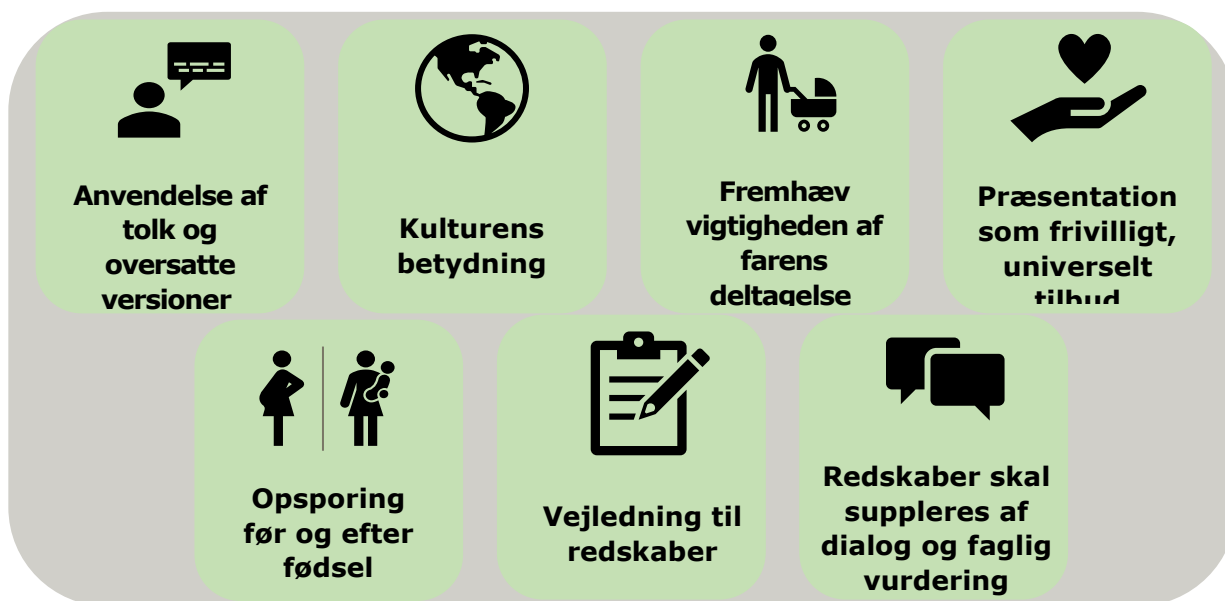 Anvendelse af
tolk og
oversatte
versioner
Kulturens
betydning
Fremhæv
vigtigheden af
farens
deltagelse
Præsentation
som frivilligt,
universelt
tilbud
Opsporing
før og efter
fødsel
Vejledning til
redskaber
Redskaber skal
suppleres af
dialog og faglig
vurdering